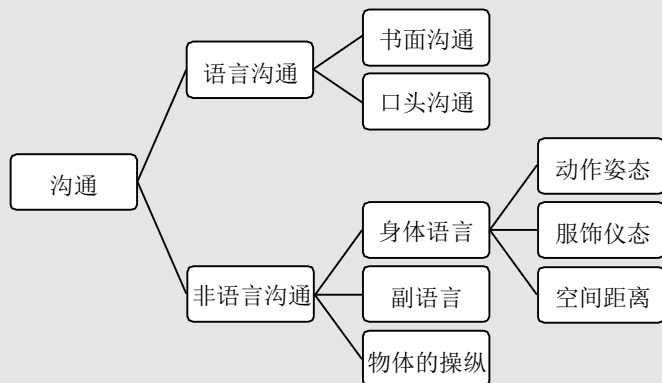 沟通
语言沟通
书面沟通
口头沟通
非语言沟通
身体语言
动作姿态
服饰仪态
空间距离
副语言
物体的操纵